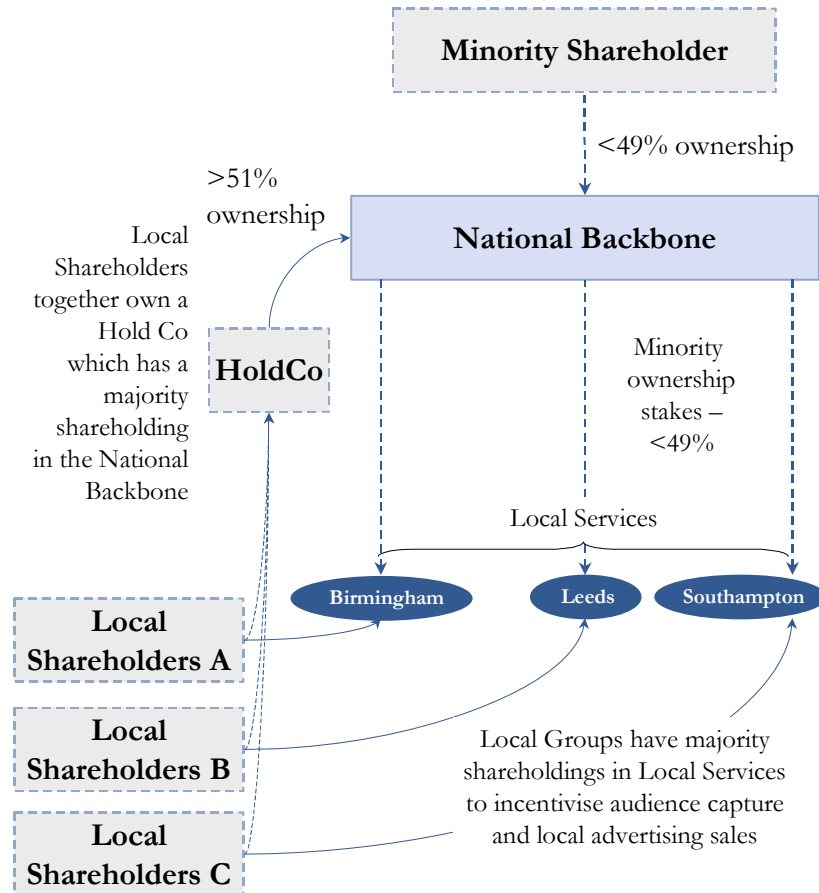 Minority Shareholder
<49% ownership
>51%
ownership
National Backbone
Local
Shareholders
together own a
Hold Co
which has a
majority
shareholding
in the National
Backbone
HoldCo
Minority
ownership
stakes –
<49%
Local Services
Birmingham
Leeds
Southampton
Local
Shareholders A
Local
Shareholders B
Local Groups have majority
shareholdings in Local Services
to incentivise audience capture
and local advertising sales
Local
Shareholders C